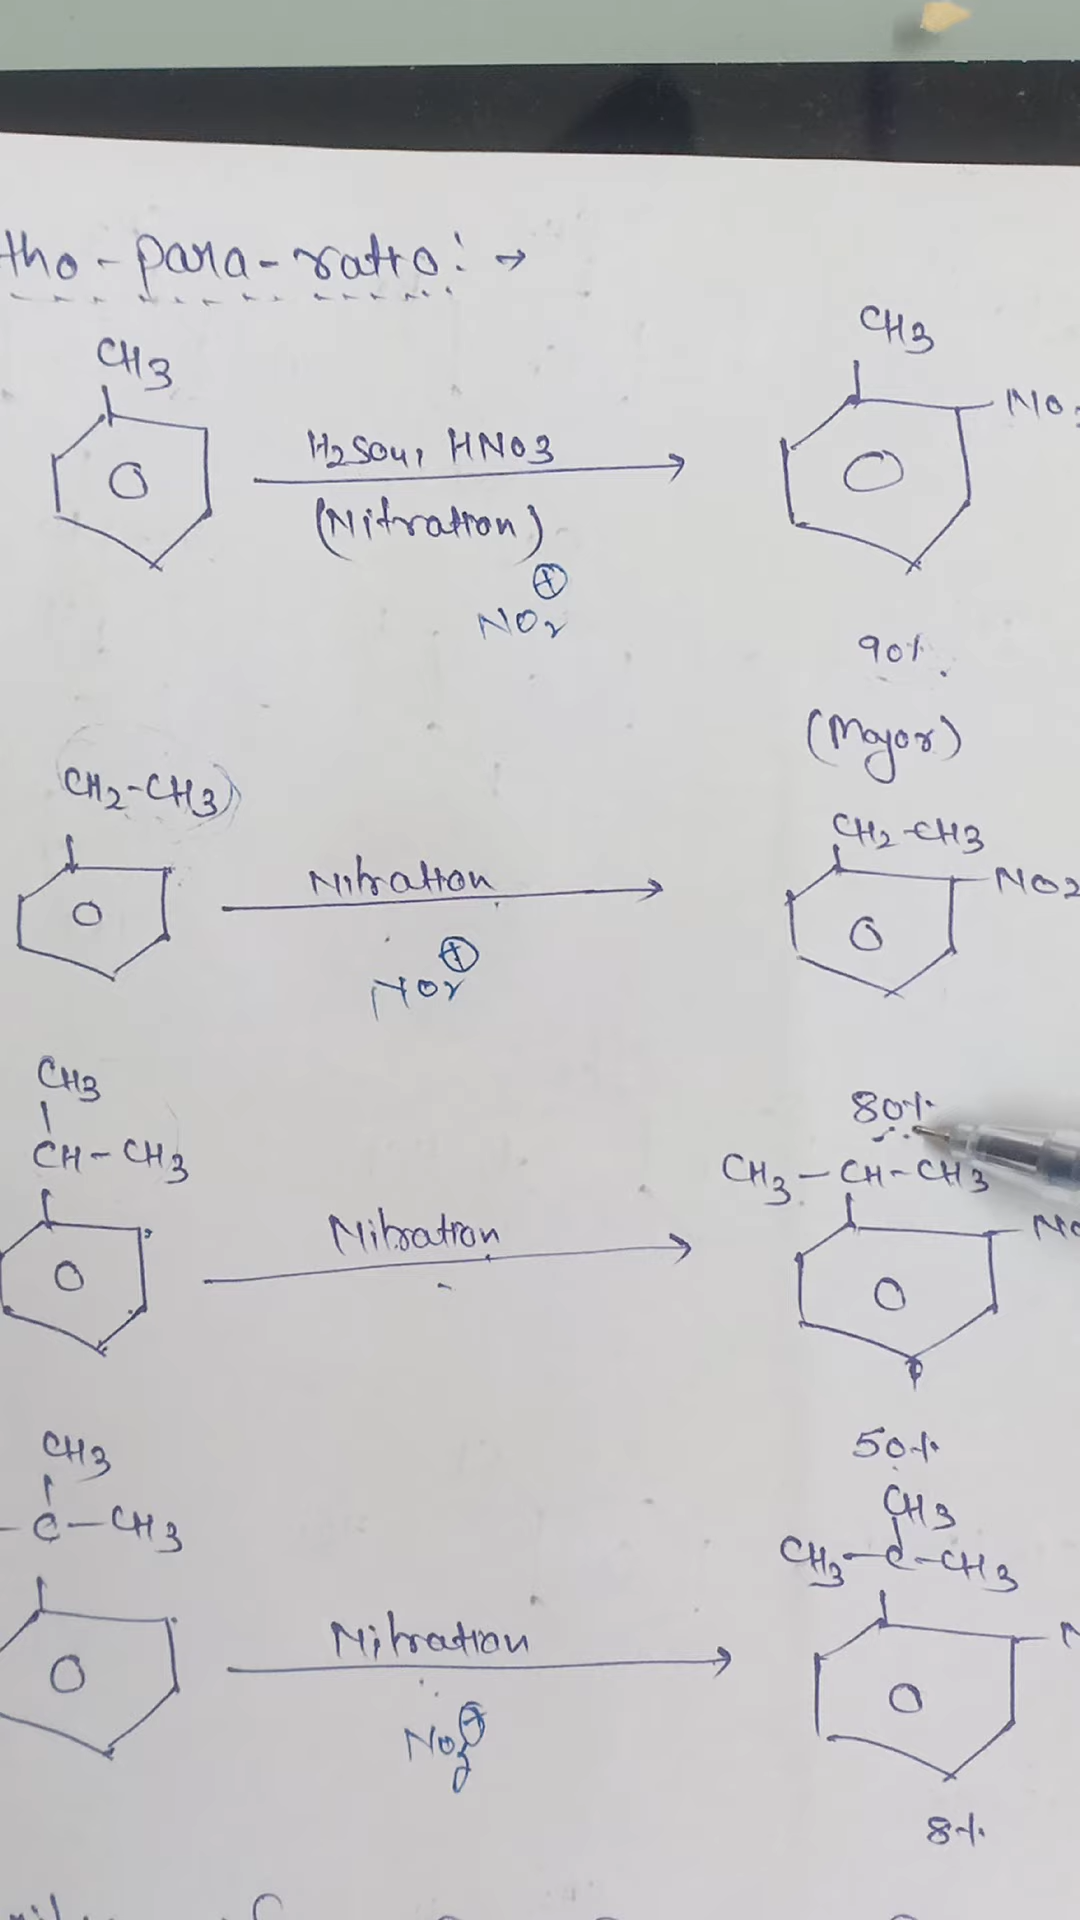 tho-para-ratio:→
CH3
CH3
H2SO4, HNO3
NO
(Nitration)
NO2
90%
(Major)
CH2-CH3
CH2-CH3
Nitration
NO2
NO2
CH3
80%
CH-CH3
CH3-CH-CH3
Nitration
No
CH3
50%
CH3
-C-CH3
CH3-C-CH3
Nitration
N
NO2
8%